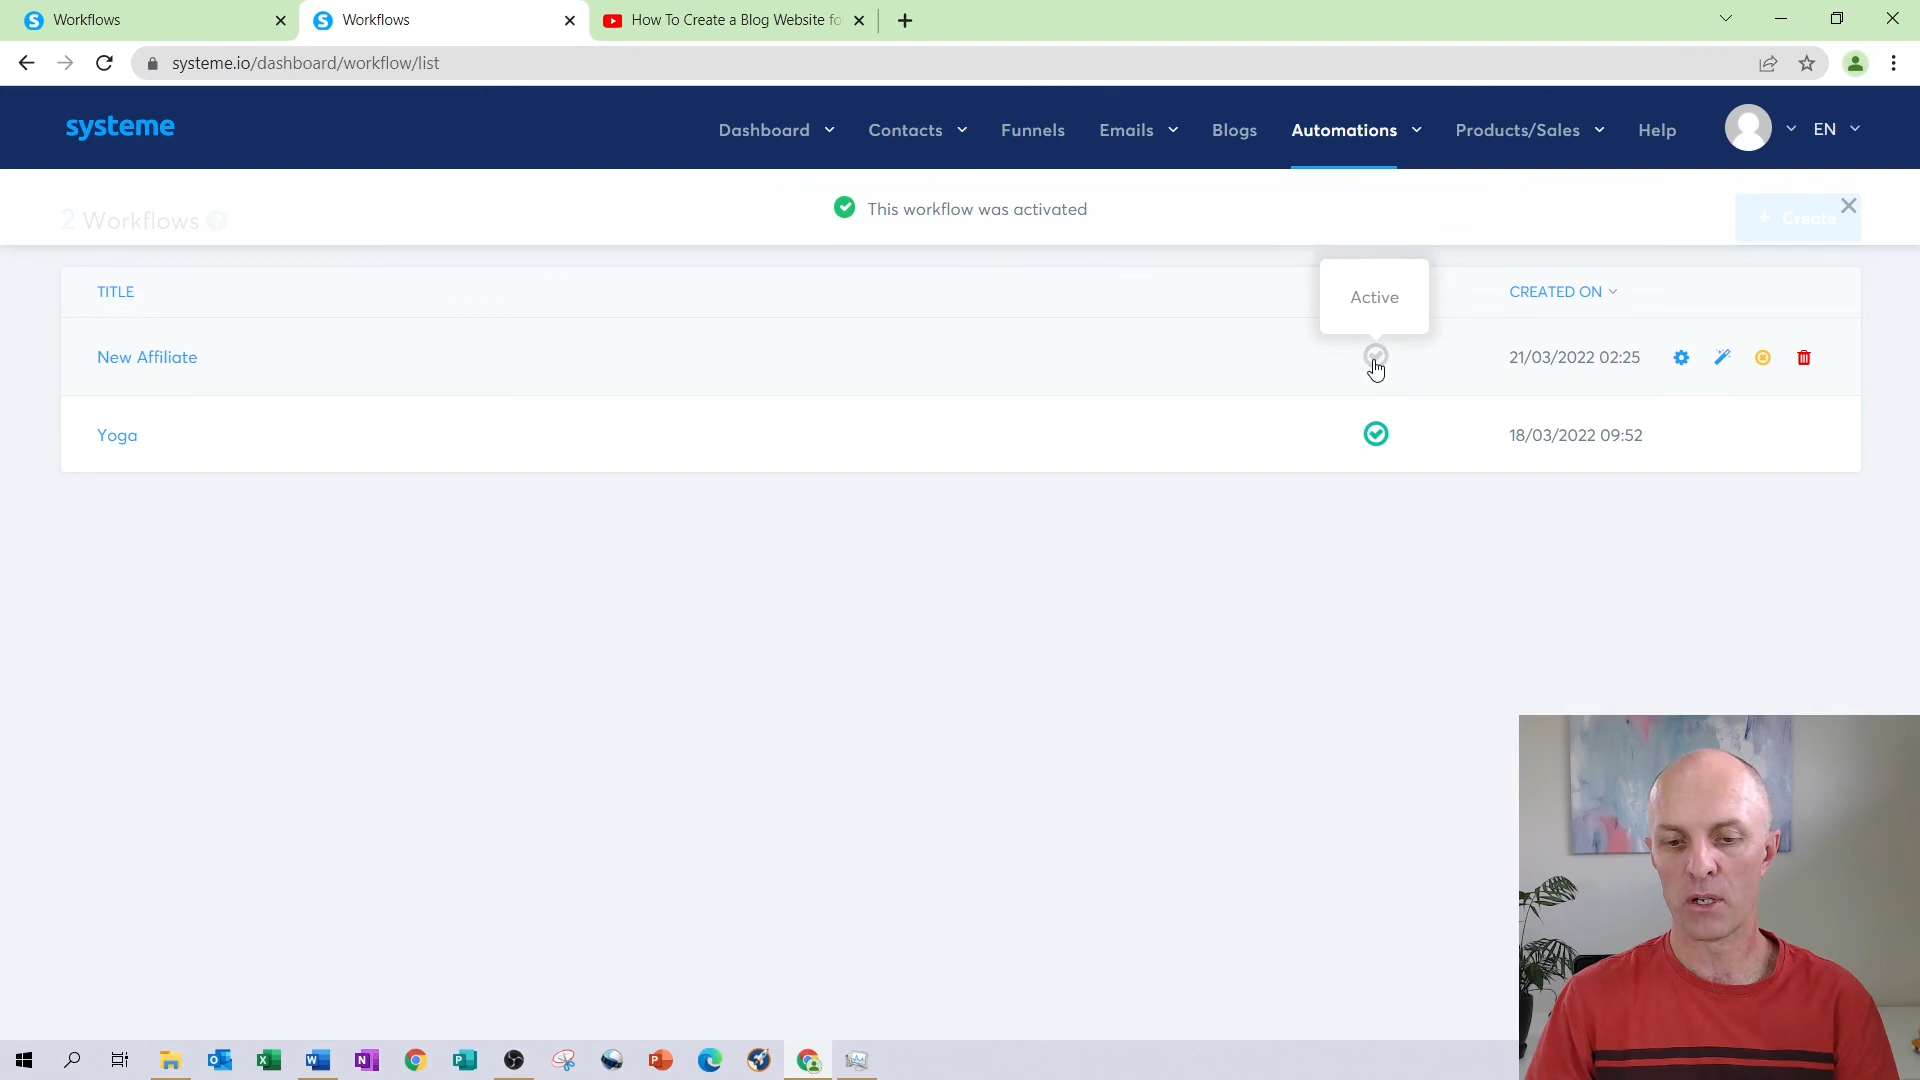 Workflows
Workflows
How To Create a Blog Website fo
systeme.io/dashboard/workflow/list
systeme
Dashboard
Contacts
Funnels
Emails
Blogs
Automations
Products/Sales
Help
EN
2 Workflows ?
This workflow was activated
+ Create
Active
TITLE
CREATED ON
New Affiliate
21/03/2022 02:25
Yoga
18/03/2022 09:52